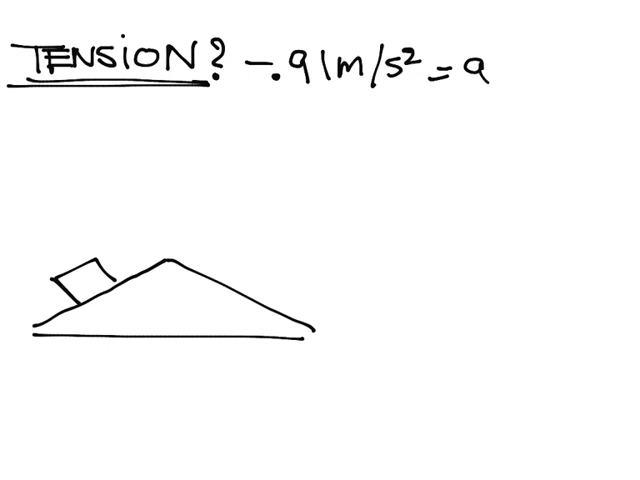 TENSION? -.91m/s² = a